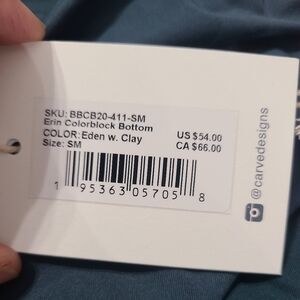 SKU: BBCB20-411-SM
Erin Colorblock Bottom
COLOR: Eden w. Clay
Size: SM
US $54.00
CA $66.00
1 95363 05705 8
@carvedesigns